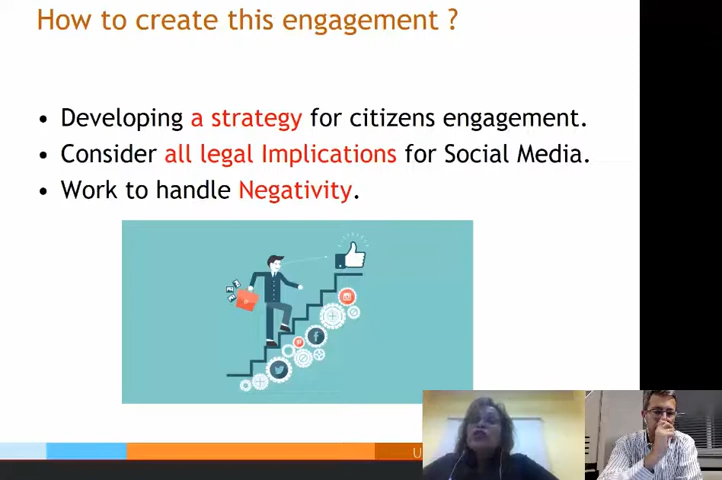 How to create this engagement ?
• Developing a strategy for citizens engagement.
• Consider all legal Implications for Social Media.
• Work to handle Negativity.
U